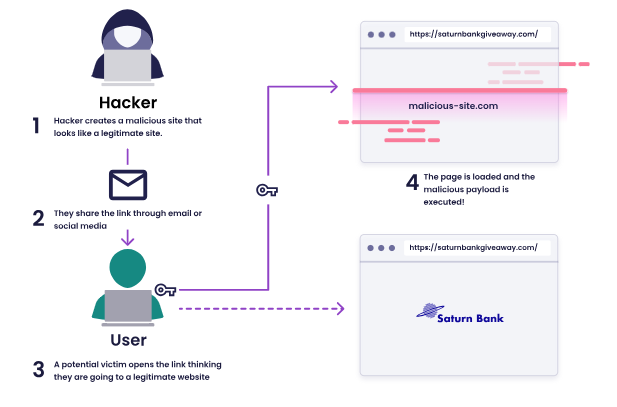 Hacker
1
Hacker creates a malicious site that
looks like a legitimate site.
2
They share the link through email or
social media
User
3
A potential victim opens the link thinking
they are going to a legitimate website
https://saturnbankgiveaway.com/
malicious-site.com
4
The page is loaded and the
malicious payload is
executed!
https://saturnbankgiveaway.com/
Saturn Bank